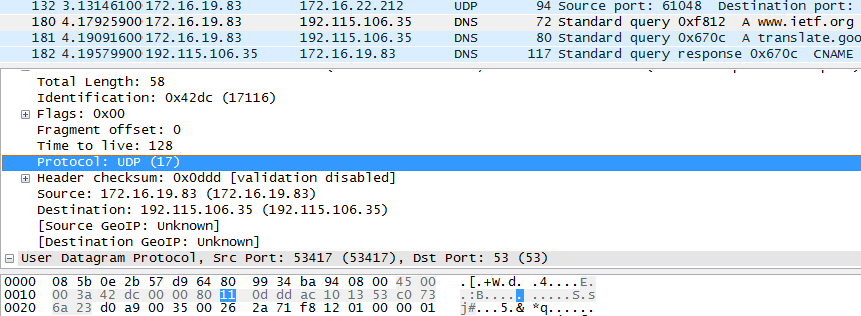 132 3.13146100 172.16.19.83 172.16.22.212 UDP 94 Source port: 61048 Destination port:
180 4.17925900 172.16.19.83 192.115.106.35 DNS 72 Standard query 0xf812 A www.ietf.org
181 4.19091600 172.16.19.83 192.115.106.35 DNS 80 Standard query 0x670c A translate.goo
182 4.19579900 192.115.106.35 172.16.19.83 DNS 117 Standard query response 0x670c CNAME
Total Length: 58
Identification: 0x42dc (17116)
Flags: 0x00
Fragment offset: 0
Time to live: 128
Protocol: UDP (17)
Header checksum: 0x0ddd [validation disabled]
Source: 172.16.19.83 (172.16.19.83)
Destination: 192.115.106.35 (192.115.106.35)
[Source GeoIP: Unknown]
[Destination GeoIP: Unknown]
User Datagram Protocol, Src Port: 53417 (53417), Dst Port: 53 (53)
0000 08 5b 0e 2b 57 d9 64 80 99 34 ba 94 08 00 45 00 .[.+W.d. .4....E.
0010 00 3a 42 dc 00 00 80 11 0d dd ac 10 13 53 c0 73 .:B..... .....S.s
0020 6a 23 d0 a9 00 35 00 26 2a 71 f8 12 01 00 00 01 j#...5.& *q......